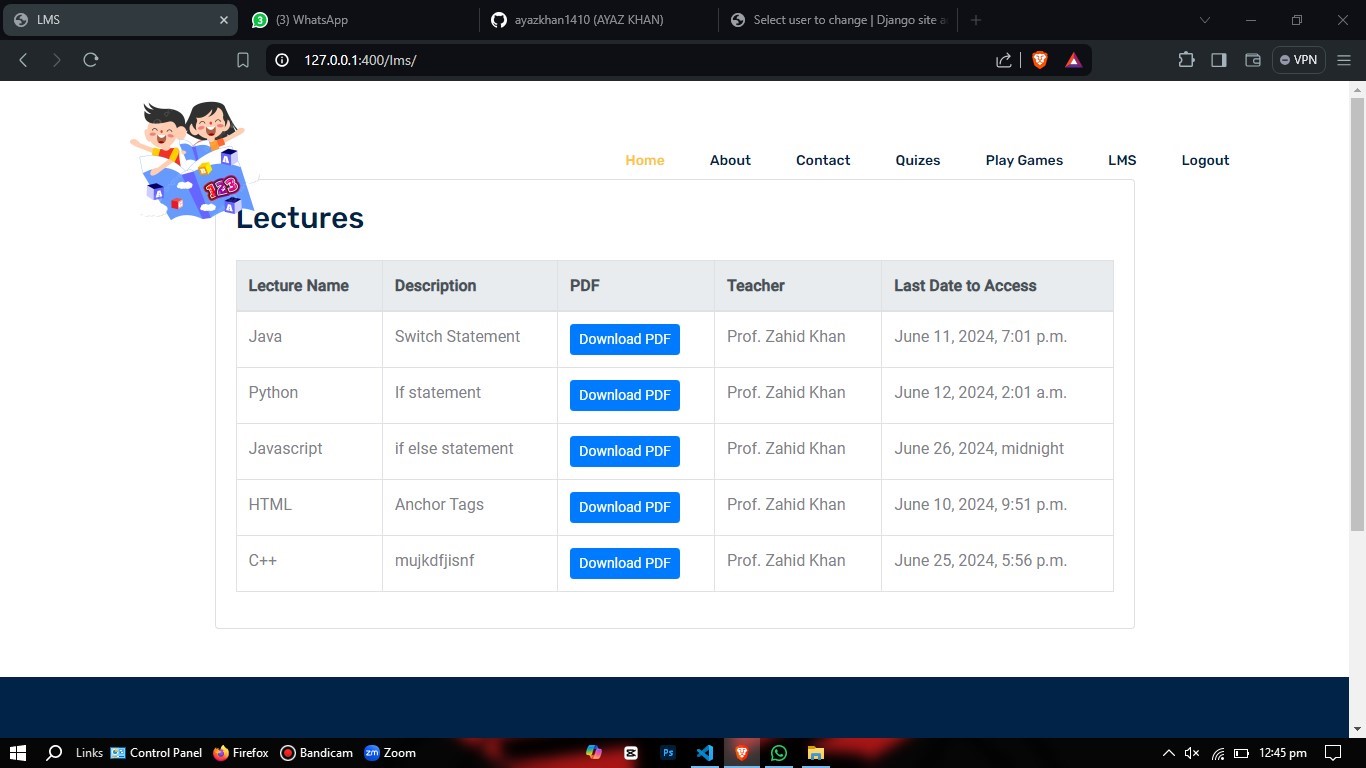 LMS
(3) WhatsApp
ayazkhan1410 (AYAZ KHAN)
Select user to change | Django site a
127.0.0.1:400/lms/
VPN
Home About Contact Quizes Play Games LMS Logout
123
Lectures
Lecture Name Description PDF Teacher Last Date to Access
Java Switch Statement Download PDF Prof. Zahid Khan June 11, 2024, 7:01 p.m.
Python If statement Download PDF Prof. Zahid Khan June 12, 2024, 2:01 a.m.
Javascript if else statement Download PDF Prof. Zahid Khan June 26, 2024, midnight
HTML Anchor Tags Download PDF Prof. Zahid Khan June 10, 2024, 9:51 p.m.
C++ mujkdfjisnf Download PDF Prof. Zahid Khan June 25, 2024, 5:56 p.m.
Links Control Panel Firefox Bandicam zm Zoom Ps 12:45 pm